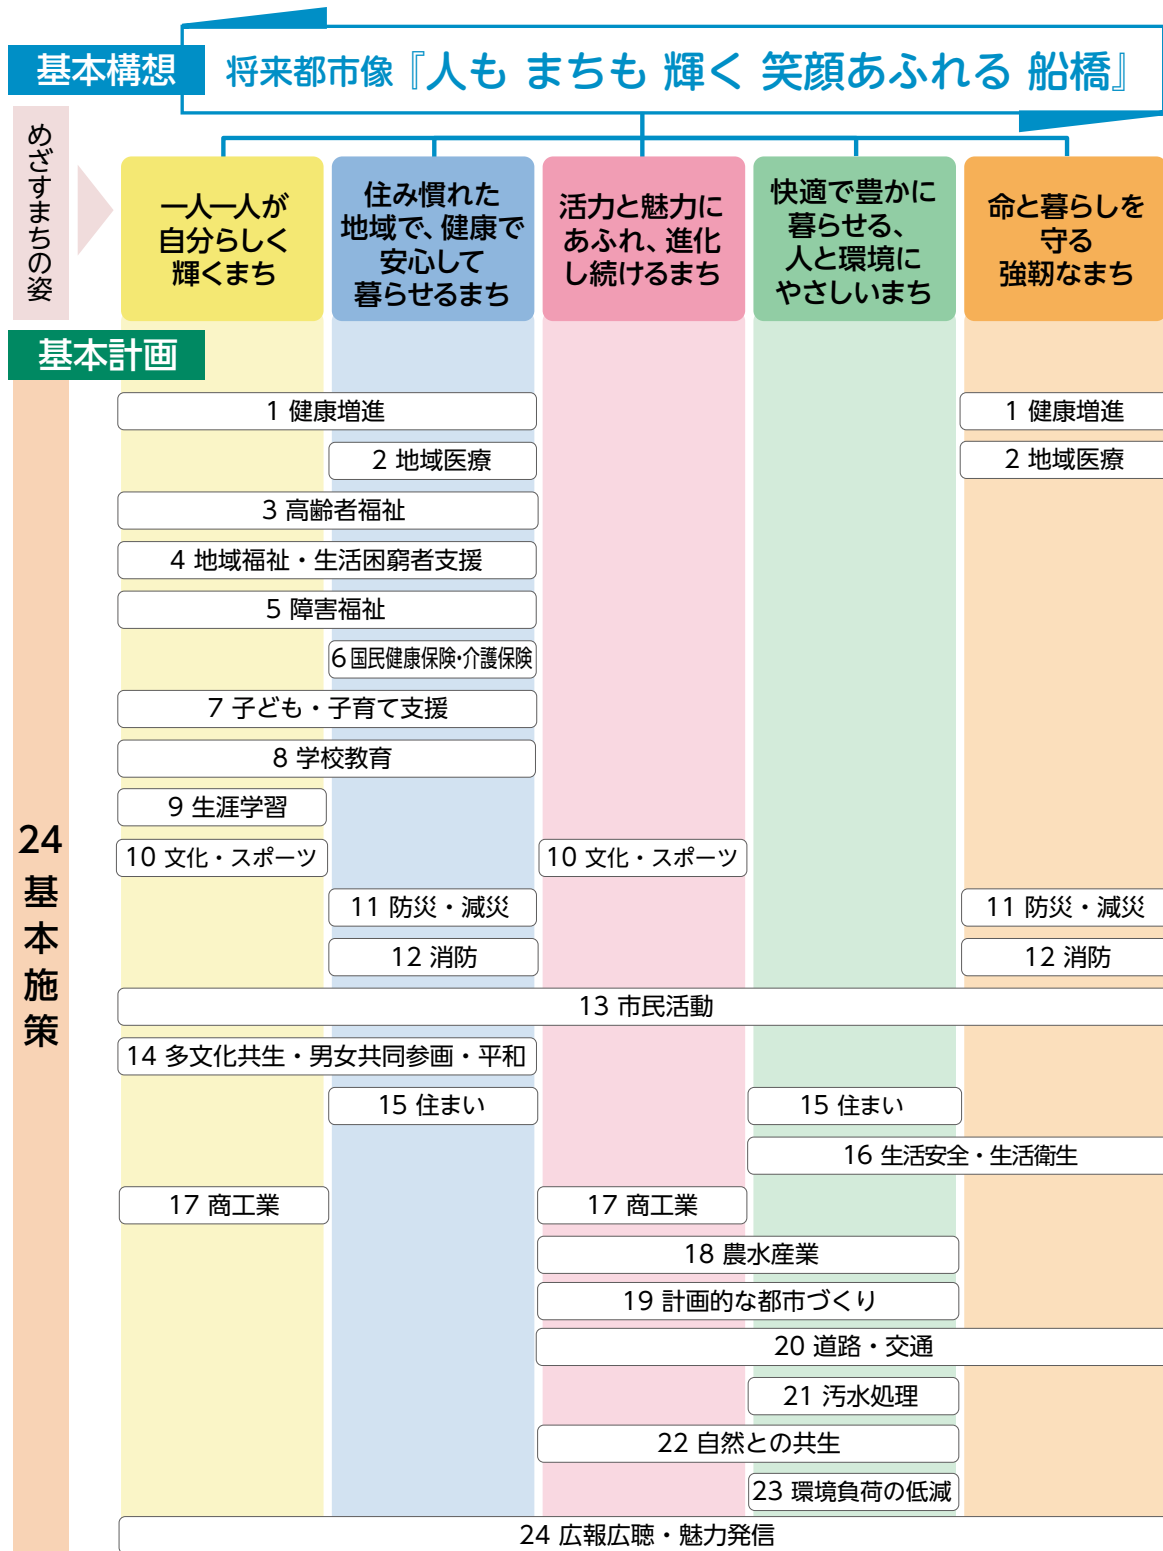 基本構想
将来都市像『人も まちも 輝く 笑顔あふれる 船橋』
めざすまちの姿
一人一人が
自分らしく
輝くまち
住み慣れた
地域で、健康で
安心して
暮らせるまち
活力と魅力に
あふれ、進化
し続けるまち
快適で豊かに
暮らせる、
人と環境に
やさしいまち
命と暮らしを
守る
強靭なまち
基本計画
24基本施策
1 健康増進
1 健康増進
2 地域医療
2 地域医療
3 高齢者福祉
4 地域福祉・生活困窮者支援
5 障害福祉
6 国民健康保険・介護保険
7 子ども・子育て支援
8 学校教育
9 生涯学習
10 文化・スポーツ
10 文化・スポーツ
11 防災・減災
11 防災・減災
12 消防
12 消防
13 市民活動
14 多文化共生・男女共同参画・平和
15 住まい
15 住まい
16 生活安全・生活衛生
17 商工業
17 商工業
18 農水産業
19 計画的な都市づくり
20 道路・交通
21 汚水処理
22 自然との共生
23 環境負荷の低減
24 広報広聴・魅力発信